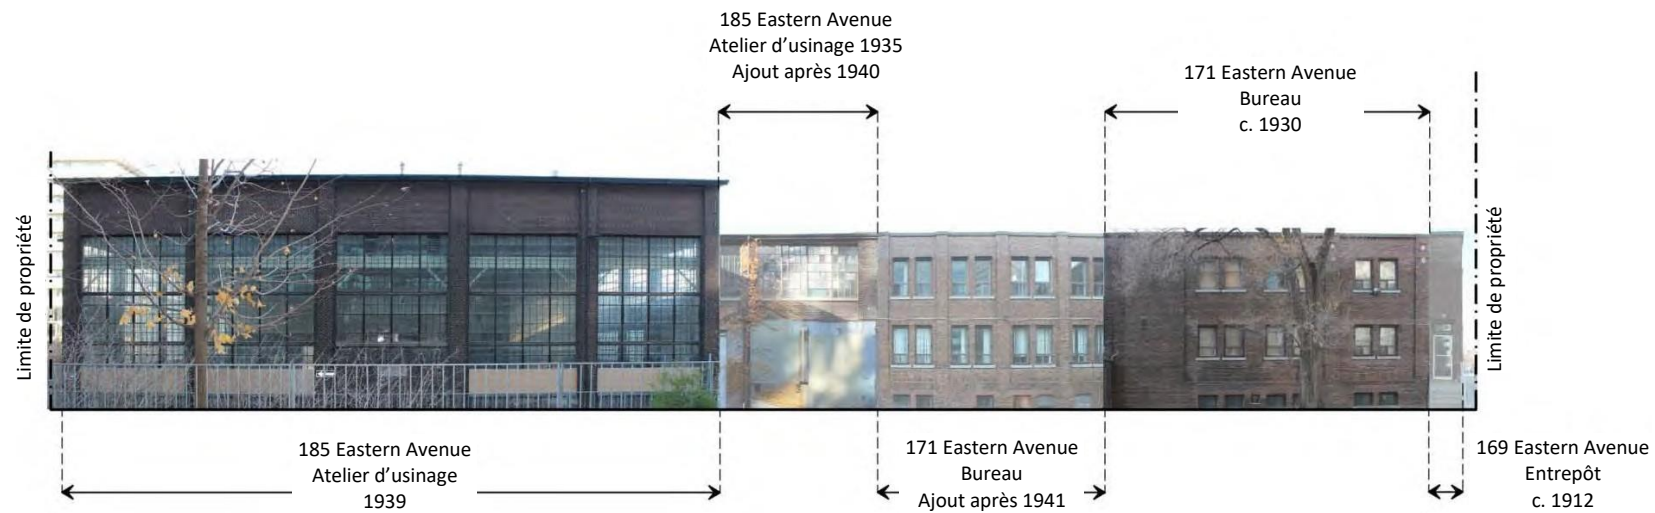 185 Eastern Avenue
Atelier d’usinage 1935
Ajout après 1940
171 Eastern Avenue
Bureau
c. 1930
Limite de propriété
Limite de propriété
185 Eastern Avenue
Atelier d’usinage
1939
171 Eastern Avenue
Bureau
Ajout après 1941
169 Eastern Avenue
Entrepôt
c. 1912